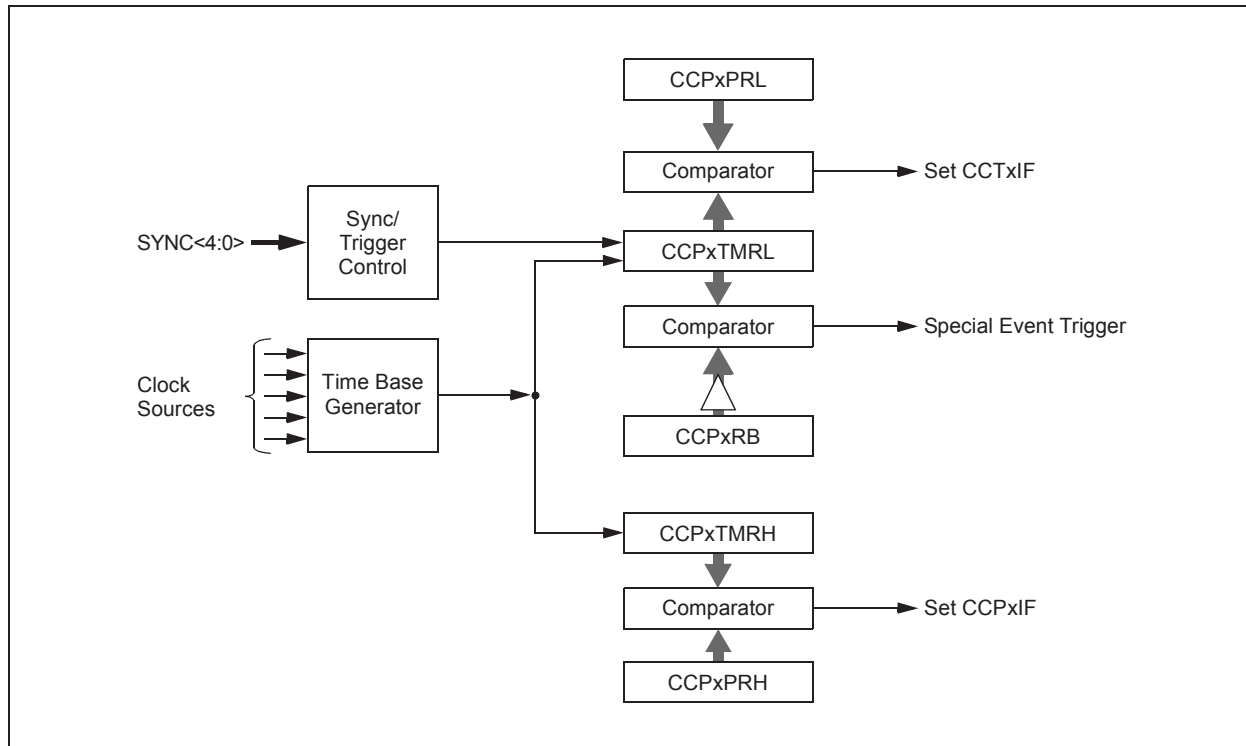 CCPxPRL
Comparator
Set CCTxIF
SYNC<4:0>
Sync/
Trigger
Control
CCPxTMRL
Comparator
Special Event Trigger
Clock
Sources
Time Base
Generator
CCPxRB
CCPxTMRH
Comparator
Set CCPxIF
CCPxPRH